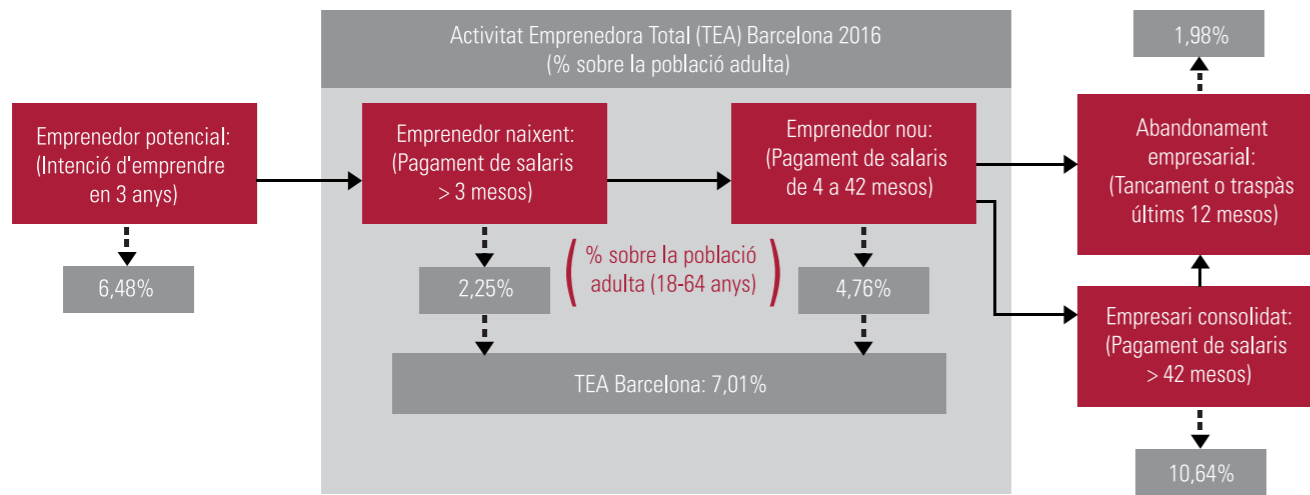 Activitat Emprenedora Total (TEA) Barcelona 2016
(% sobre la població adulta)
1,98%
Emprenedor potencial:
(Intenció d'emprendre
en 3 anys)
Emprenedor naixent:
(Pagament de salaris
> 3 mesos)
Emprenedor nou:
(Pagament de salaris
de 4 a 42 mesos)
Abandonament
empresarial:
(Tancament o traspàs
últims 12 mesos)
6,48%
2,25%
% sobre la població
adulta (18-64 anys)
4,76%
Empresari consolidat:
(Pagament de salaris
> 42 mesos)
TEA Barcelona: 7,01%
10,64%